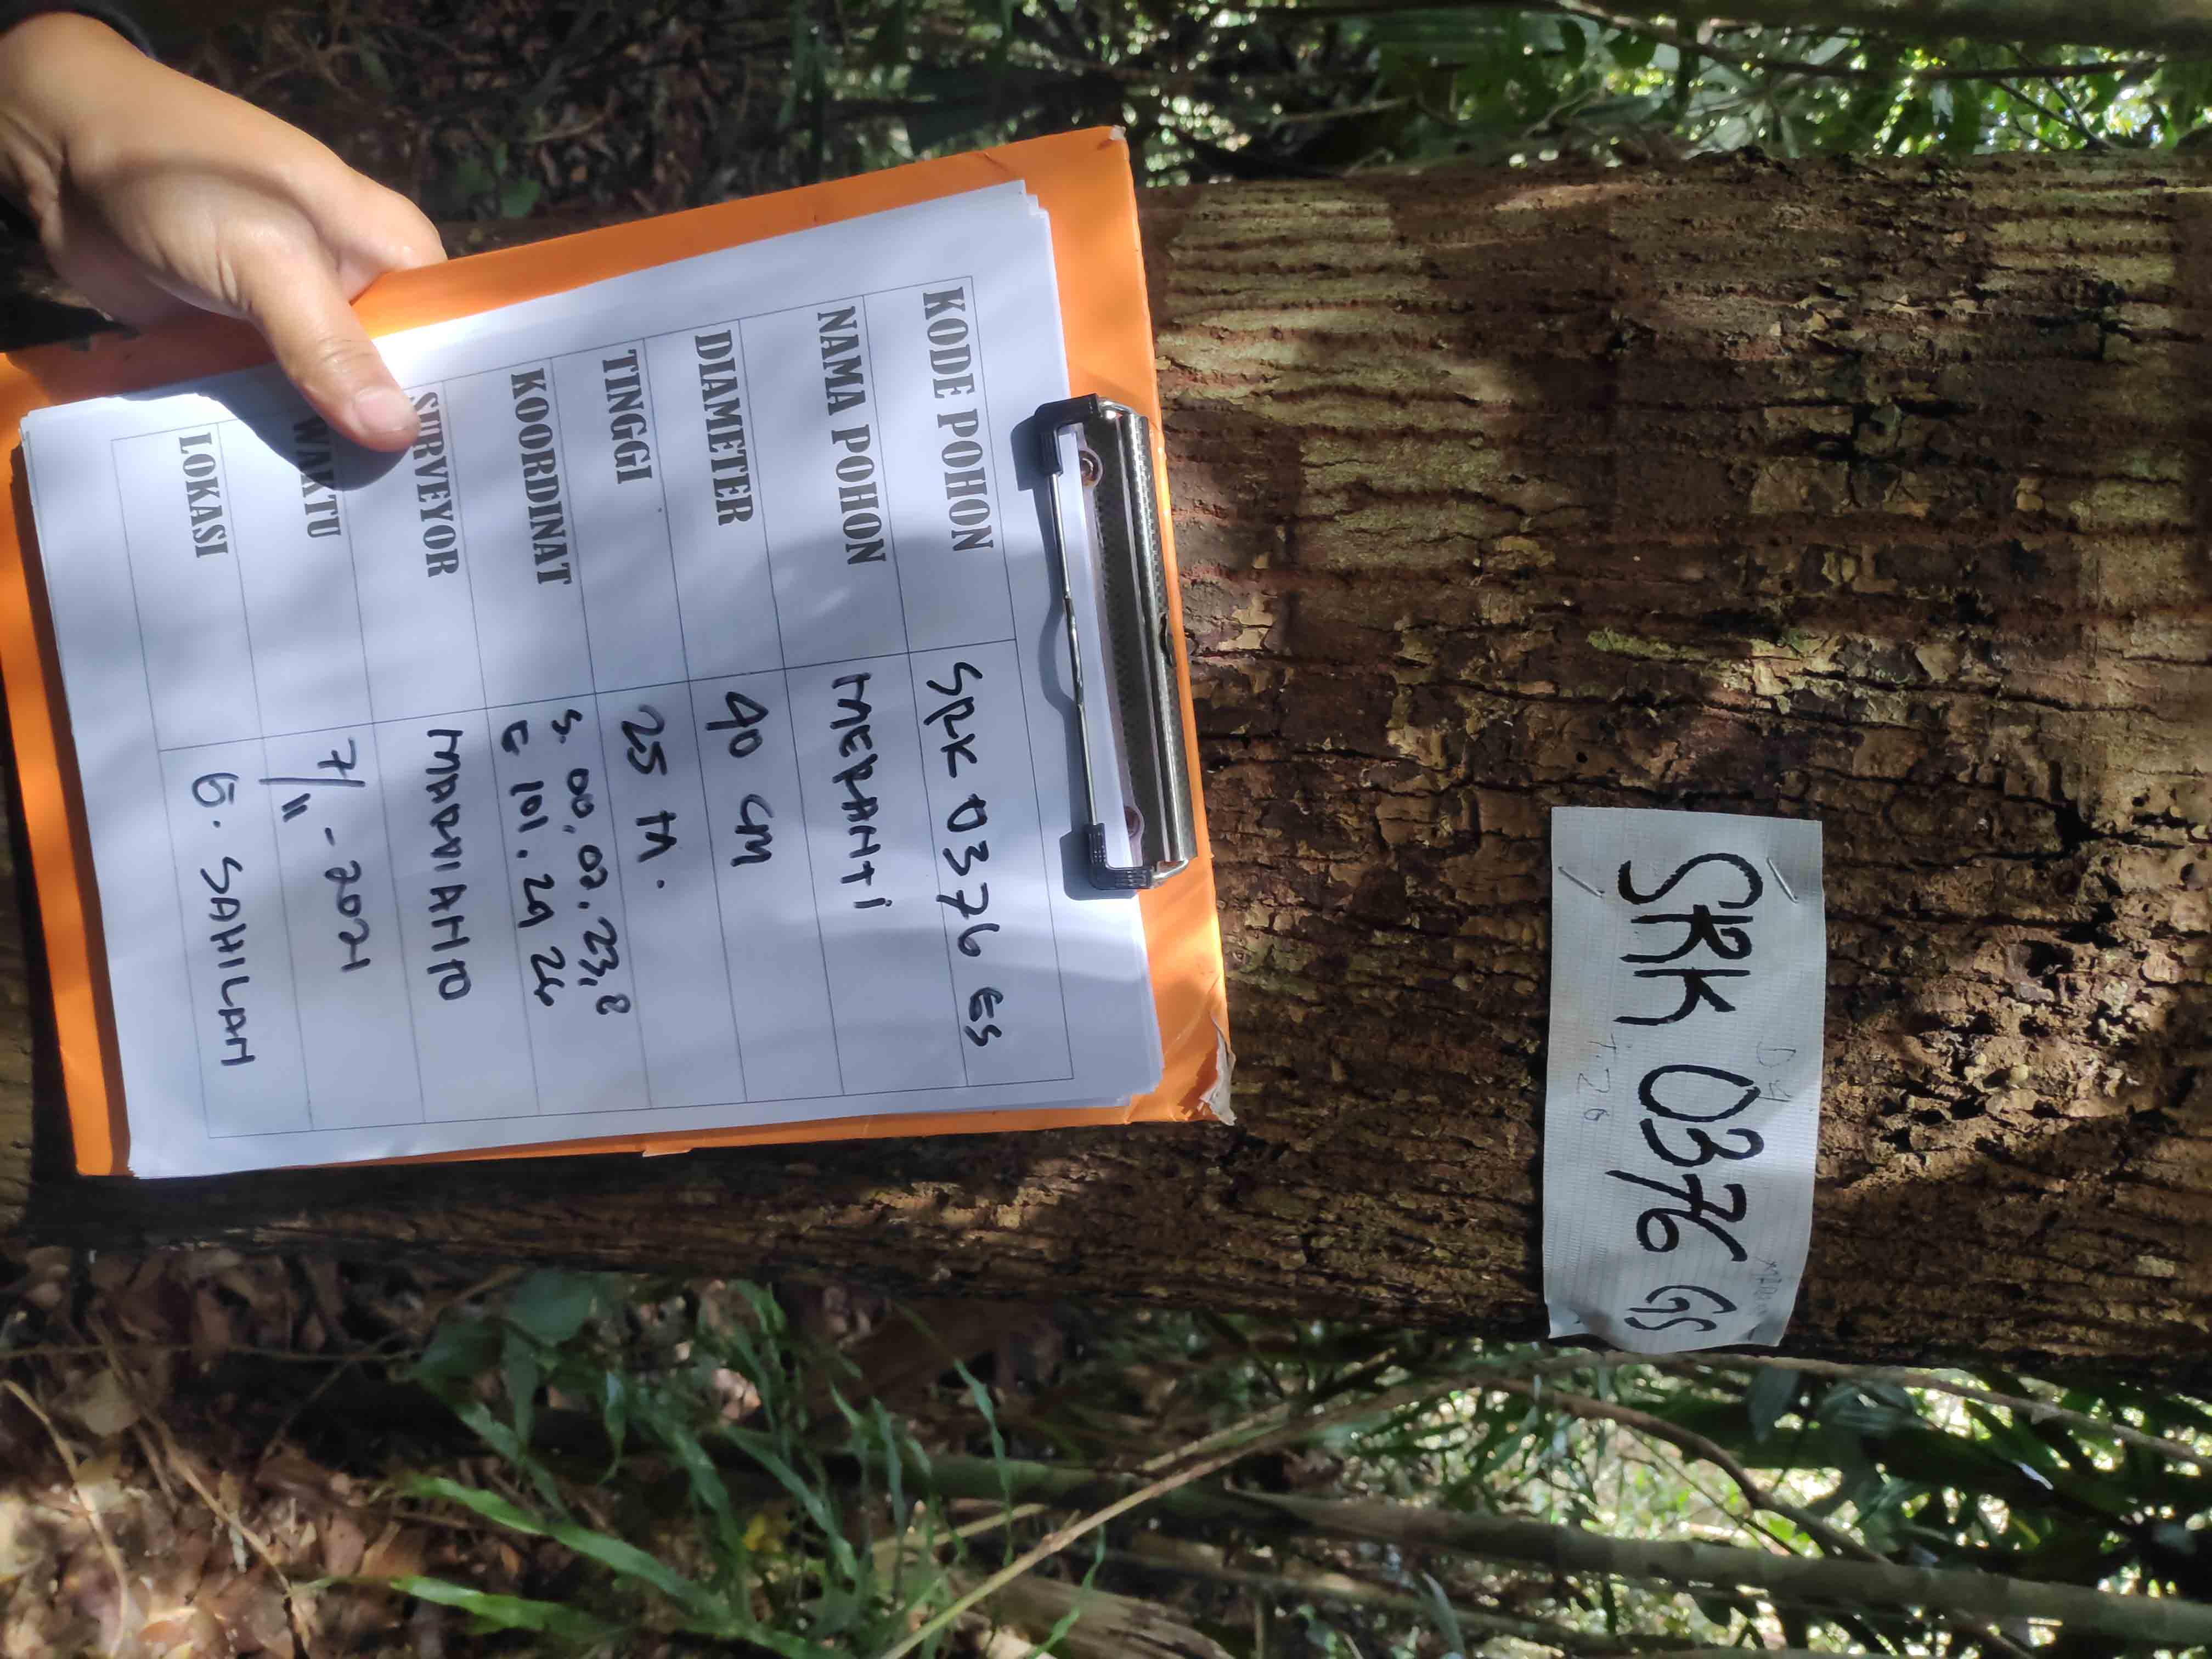 KODE POHON SRK 0376 GS
NAMA POHON MERANTi
DIAMETER 40 CM
TINGGI 25 M.
KOORDINAT S. 00,02.23,8
E 101.29 24
SURVEYOR MARDIANTO
WAKTU 7/11 - 2021
LOKASI G. SAHILAN
SRK 0376 GS